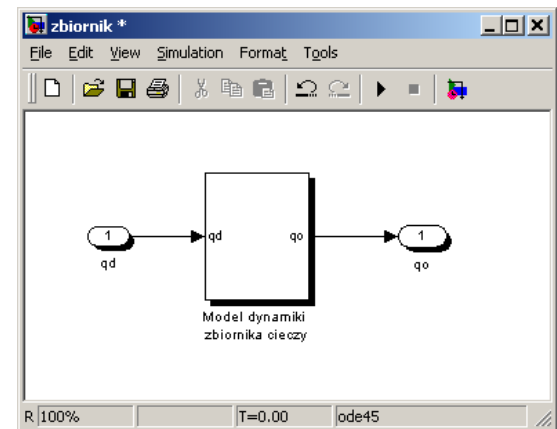 zbiornik *
File Edit View Simulation Format Tools
1 qd qo 1
qd qo
Model dynamiki
zbiornika cieczy
R 100% T=0.00 ode45